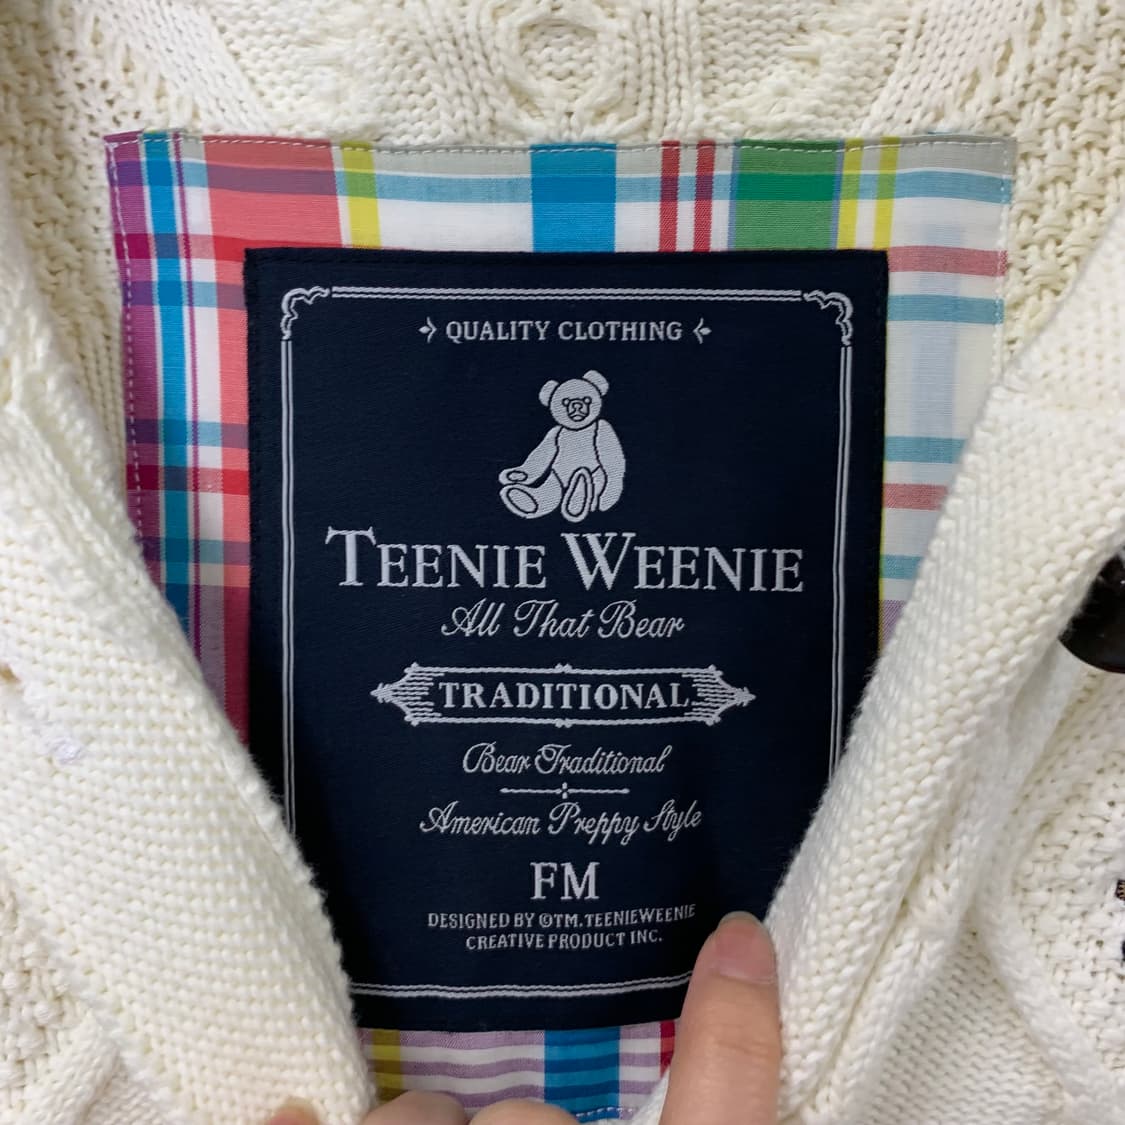 QUALITY CLOTHING
TEENIE WEENIE
All That Bear
TRADITIONAL
Bear Traditional
American Preppy Style
FM
DESIGNED BY ©TM.TEENIEWEENIE
CREATIVE PRODUCT INC.